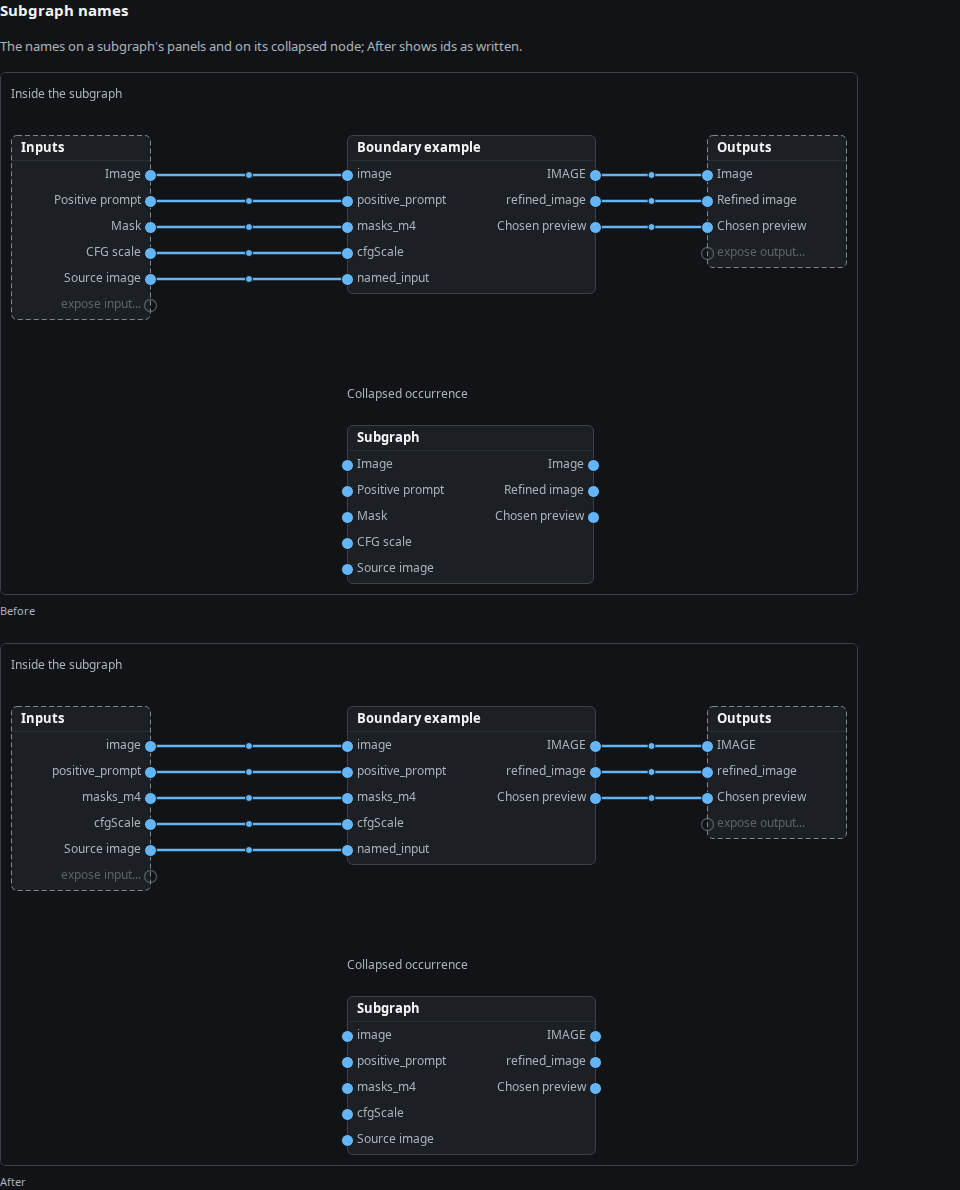 Subgraph names
The names on a subgraph's panels and on its collapsed node; After shows ids as written.
Inside the subgraph
Inputs
Image
Positive prompt
Mask
CFG scale
Source image
expose input...
Boundary example
image IMAGE
positive_prompt refined_image
masks_m4 Chosen preview
cfgScale
named_input
Outputs
Image
Refined image
Chosen preview
expose output...
Collapsed occurrence
Subgraph
Image Image
Positive prompt Refined image
Mask Chosen preview
CFG scale
Source image
Before
Inside the subgraph
Inputs
image
positive_prompt
masks_m4
cfgScale
Source image
expose input...
Boundary example
image IMAGE
positive_prompt refined_image
masks_m4 Chosen preview
cfgScale
named_input
Outputs
IMAGE
refined_image
Chosen preview
expose output...
Collapsed occurrence
Subgraph
image IMAGE
positive_prompt refined_image
masks_m4 Chosen preview
cfgScale
Source image
After